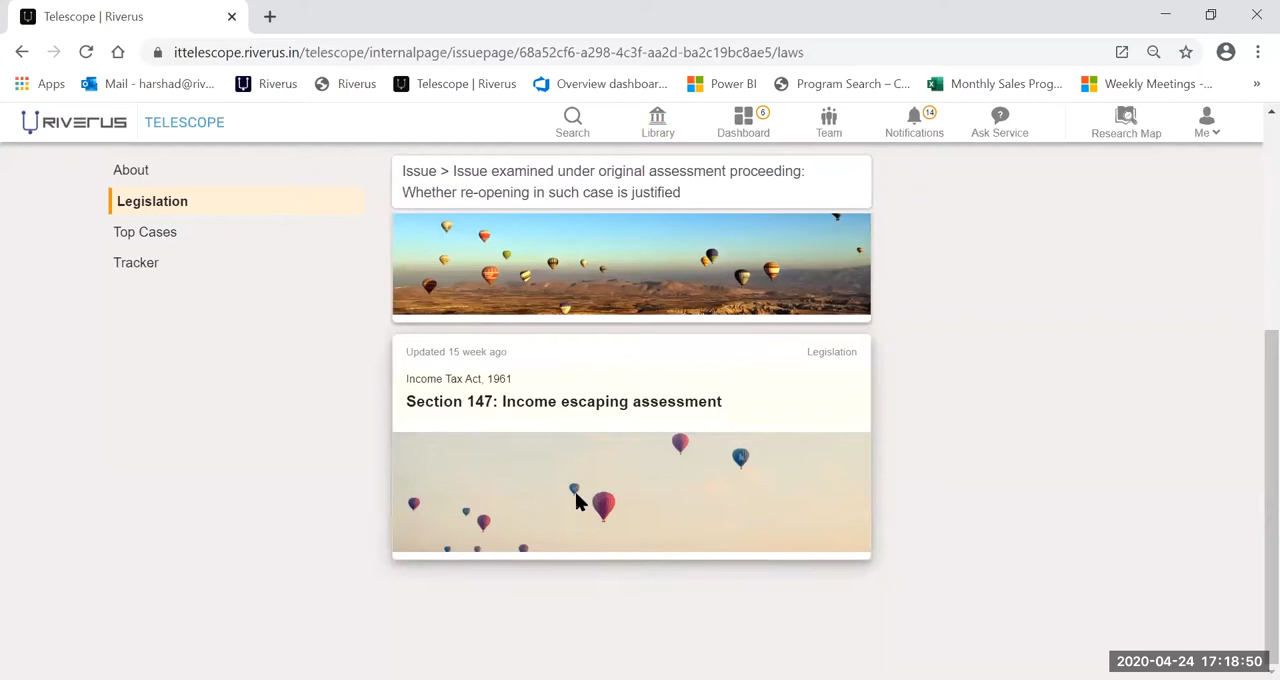 Telescope | Riverus
ittelescope.riverus.in/telescope/internalpage/issuepage/68a52cf6-a298-4c3f-aa2d-ba2c19bc8ae5/laws
Apps Mail - harshad@riv... Riverus Riverus Telescope | Riverus Overview dashboar... Power BI Program Search – C... Monthly Sales Prog... Weekly Meetings -... »
RIVERUS TELESCOPE Search Library Dashboard 6 Team Notifications 14 Ask Service Research Map Me
About
Legislation
Top Cases
Tracker
Issue > Issue examined under original assessment proceeding:
Whether re-opening in such case is justified
Updated 15 week ago Legislation
Income Tax Act, 1961
Section 147: Income escaping assessment
2020-04-24 17:18:50